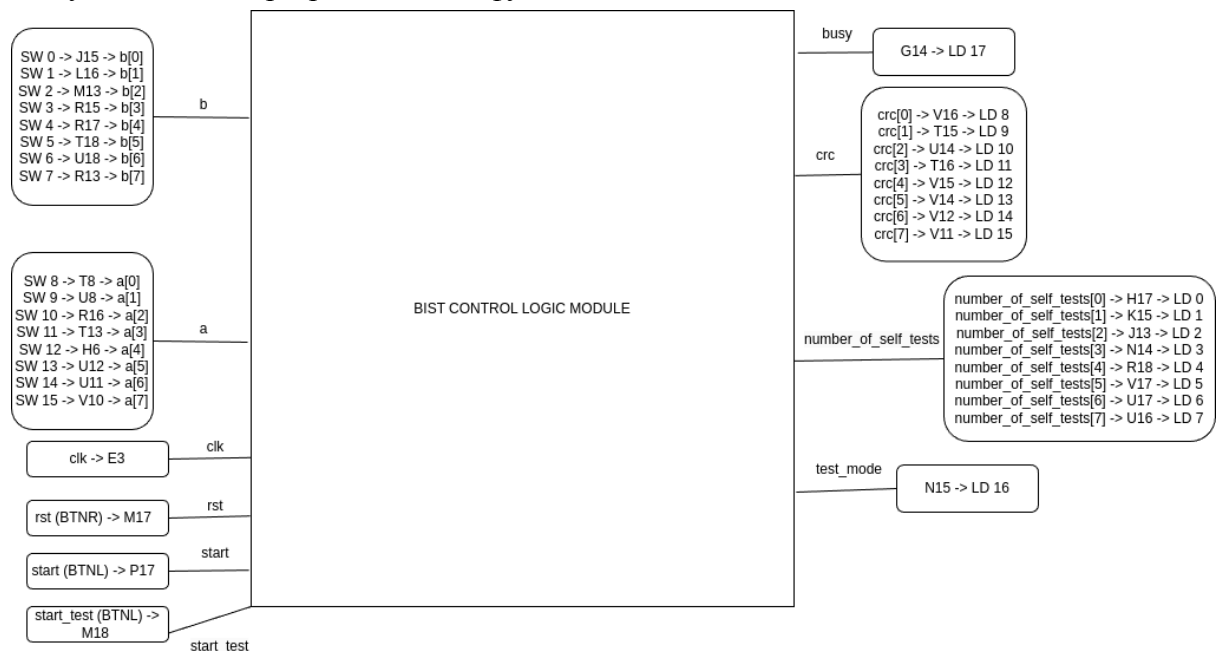 SW 0 -> J15 -> b[0]
SW 1 -> L16 -> b[1]
SW 2 -> M13 -> b[2]
SW 3 -> R15 -> b[3]
SW 4 -> R17 -> b[4]
SW 5 -> T18 -> b[5]
SW 6 -> U18 -> b[6]
SW 7 -> R13 -> b[7]
b
SW 8 -> T8 -> a[0]
SW 9 -> U8 -> a[1]
SW 10 -> R16 -> a[2]
SW 11 -> T13 -> a[3]
SW 12 -> H6 -> a[4]
SW 13 -> U12 -> a[5]
SW 14 -> U11 -> a[6]
SW 15 -> V10 -> a[7]
a
clk -> E3
clk
rst (BTNR) -> M17
rst
start (BTNL) -> P17
start
start_test (BTNL) ->
M18
start_test
BIST CONTROL LOGIC MODULE
busy
G14 -> LD 17
crc
crc[0] -> V16 -> LD 8
crc[1] -> T15 -> LD 9
crc[2] -> U14 -> LD 10
crc[3] -> T16 -> LD 11
crc[4] -> V15 -> LD 12
crc[5] -> V14 -> LD 13
crc[6] -> V12 -> LD 14
crc[7] -> V11 -> LD 15
number_of_self_tests
number_of_self_tests[0] -> H17 -> LD 0
number_of_self_tests[1] -> K15 -> LD 1
number_of_self_tests[2] -> J13 -> LD 2
number_of_self_tests[3] -> N14 -> LD 3
number_of_self_tests[4] -> R18 -> LD 4
number_of_self_tests[5] -> V17 -> LD 5
number_of_self_tests[6] -> U17 -> LD 6
number_of_self_tests[7] -> U16 -> LD 7
test_mode
N15 -> LD 16